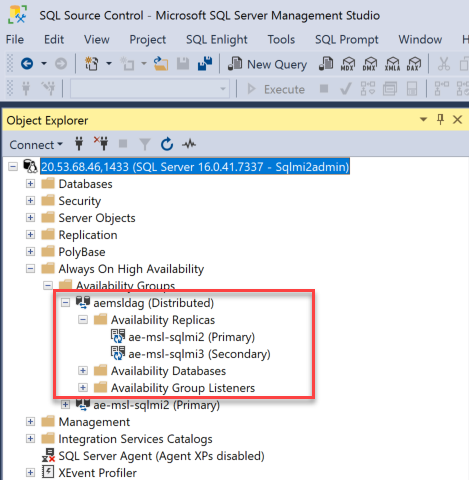 SQL Source Control - Microsoft SQL Server Management Studio
File Edit View Project SQL Enlight Tools SQL Prompt Window
New Query MDX DMX XMLA DAX
Execute
Object Explorer
Connect
20.53.68.46,1433 (SQL Server 16.0.41.7337 - Sqlmi2admin)
Databases
Security
Server Objects
Replication
PolyBase
Always On High Availability
Availability Groups
aemsldag (Distributed)
Availability Replicas
ae-msl-sqlmi2 (Primary)
ae-msl-sqlmi3 (Secondary)
Availability Databases
Availability Group Listeners
ae-msl-sqlmi2 (Primary)
Management
Integration Services Catalogs
SQL Server Agent (Agent XPs disabled)
XEvent Profiler